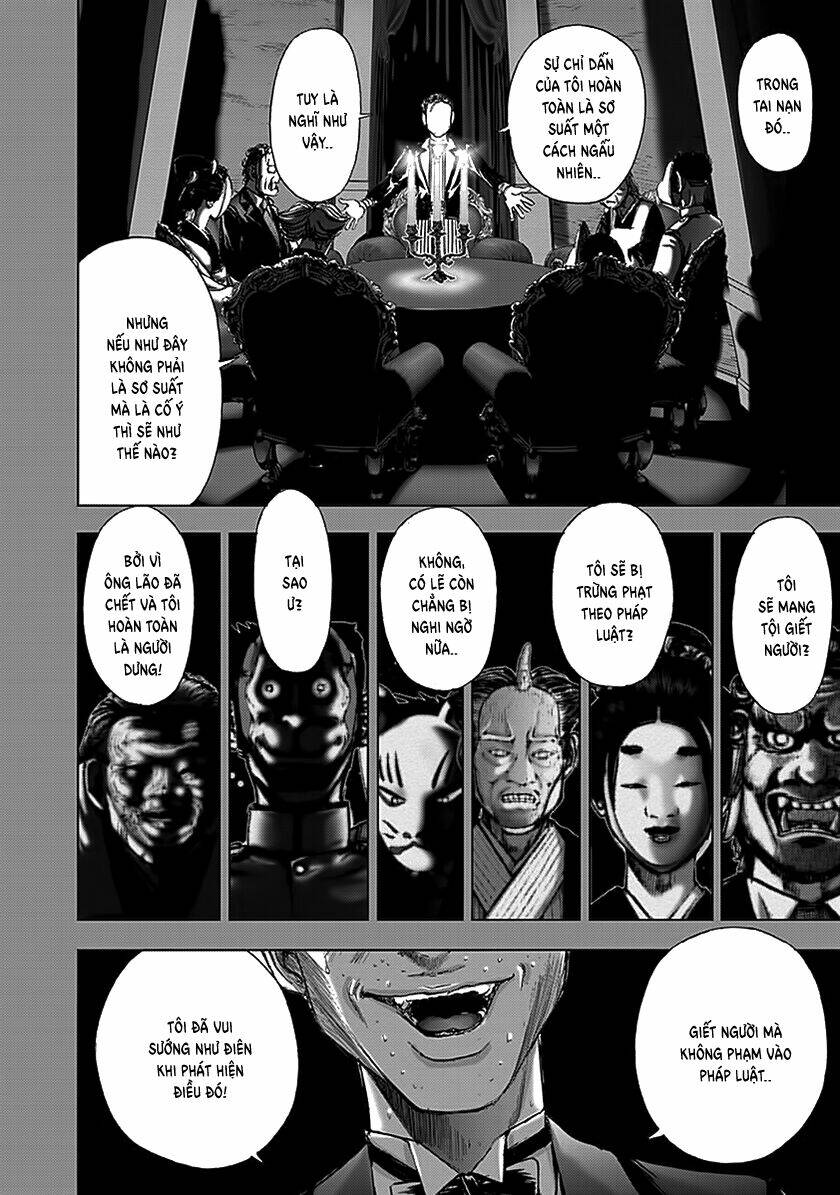 TRONG
TAI NẠN
ĐÓ..
SỰ CHỈ DẪN
CỦA TÔI HOÀN
TOÀN LÀ SƠ
SUẤT MỘT
CÁCH NGẪU
NHIÊN..
TUY LÀ
NGHĨ NHƯ
VẬY..
NHƯNG
NẾU NHƯ ĐÂY
KHÔNG PHẢI
LÀ SƠ SUẤT
MÀ LÀ CỐ Ý
THÌ SẼ NHƯ
THẾ NÀO?
TÔI
SẼ MANG
TỘI GIẾT
NGƯỜI?
TÔI SẼ BỊ
TRỪNG PHẠT
THEO PHÁP
LUẬT?
KHÔNG,
CÓ LẼ CÒN
CHẲNG BỊ
NGHI NGỜ
NỮA..
TẠI
SAO
Ư?
BỞI VÌ
ÔNG LÃO ĐÃ
CHẾT VÀ TÔI
HOÀN TOÀN
LÀ NGƯỜI
DƯNG!
GIẾT NGƯỜI MÀ
KHÔNG PHẠM VÀO
PHÁP LUẬT..
TÔI ĐÃ VUI
SƯỚNG NHƯ ĐIÊN
KHI PHÁT HIỆN
ĐIỀU ĐÓ!